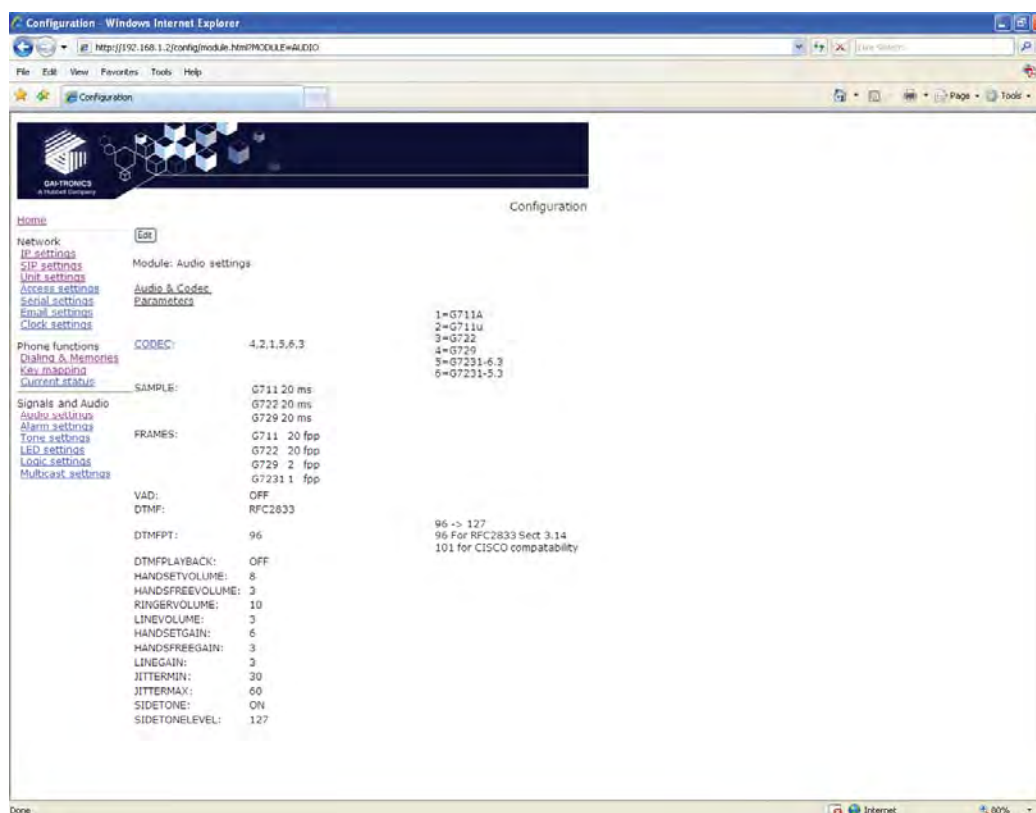 Configuration - Windows Internet Explorer
http://192.168.1.2/config/module.html?MODULE=AUDIO
Live Search
File Edit View Favorites Tools Help
Configuration
Page Tools
GAI-TRONICS
A Hubbell Company
Configuration
Home
Edit
Network
IP settings
SIP settings
Unit settings
Access settings
Serial settings
Email settings
Clock settings
Phone functions
Dialing & Memories
Key mapping
Current status
Signals and Audio
Audio settings
Alarm settings
Tone settings
LED settings
Logic settings
Multicast settings
Module: Audio settings
Audio & Codec
Parameters
CODEC: 4,2,1,5,6,3
1=G711A
2=G711u
3=G722
4=G729
5=G7231-6.3
6=G7231-5.3
SAMPLE: G711 20 ms
G722 20 ms
G729 20 ms
FRAMES: G711 20 fpp
G722 20 fpp
G729 2 fpp
G7231 1 fpp
VAD: OFF
DTMF: RFC2833
DTMFPT: 96
96 -> 127
96 For RFC2833 Sect 3.14
101 for CISCO compatability
DTMFPLAYBACK: OFF
HANDSETVOLUME: 8
HANDSFREEVOLUME: 3
RINGERVOLUME: 10
LINEVOLUME: 3
HANDSETGAIN: 6
HANDSFREEGAIN: 3
LINEGAIN: 3
JITTERMIN: 30
JITTERMAX: 60
SIDETONE: ON
SIDETONELEVEL: 127
Done
Internet
80%